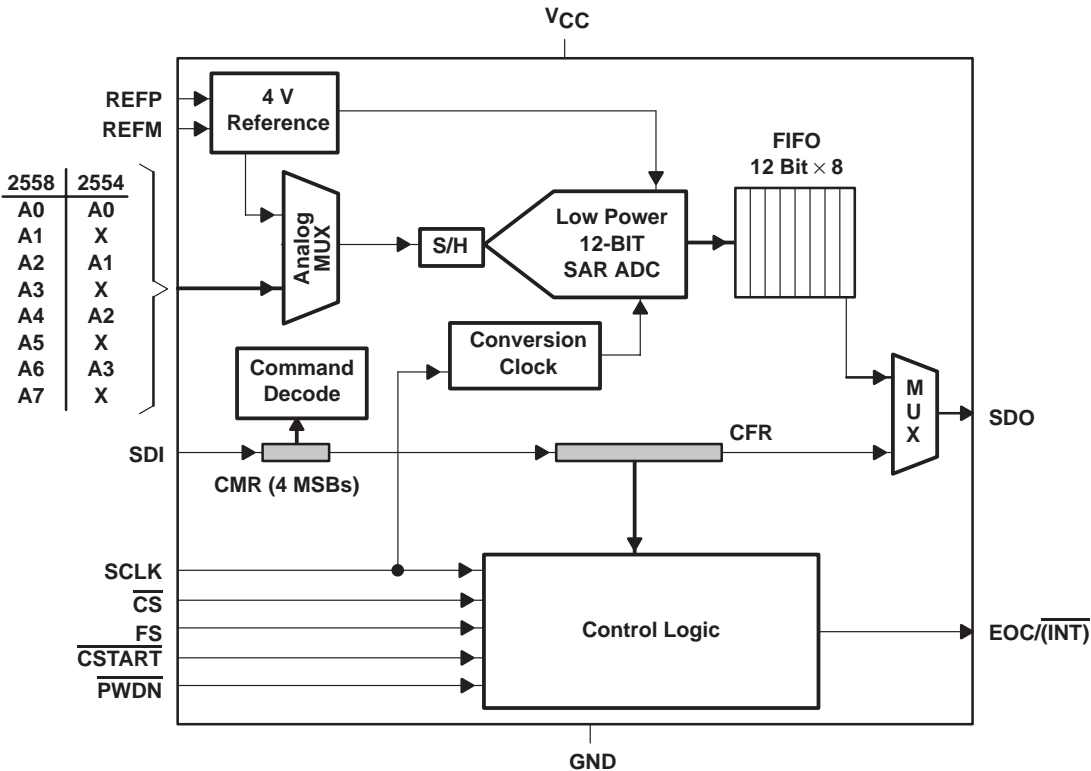 VCC
REFP
REFM
4 V
Reference
2558 2554
A0 A0
A1 X
A2 A1
A3 X
A4 A2
A5 X
A6 A3
A7 X
Analog
MUX
S/H
Low Power
12-BIT
SAR ADC
FIFO
12 Bit × 8
Conversion
Clock
Command
Decode
M
U
X
SDO
SDI
CMR (4 MSBs)
CFR
SCLK
CS
FS
CSTART
PWDN
Control Logic
EOC/(INT)
GND